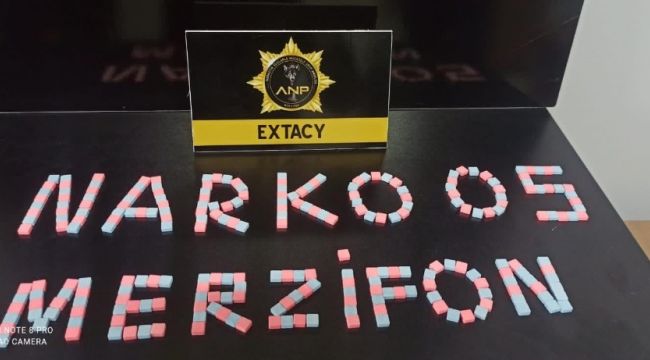 ANP
EXTACY
NARKO 05
MERZİFON
NOTE 8 PRO
CAMERA